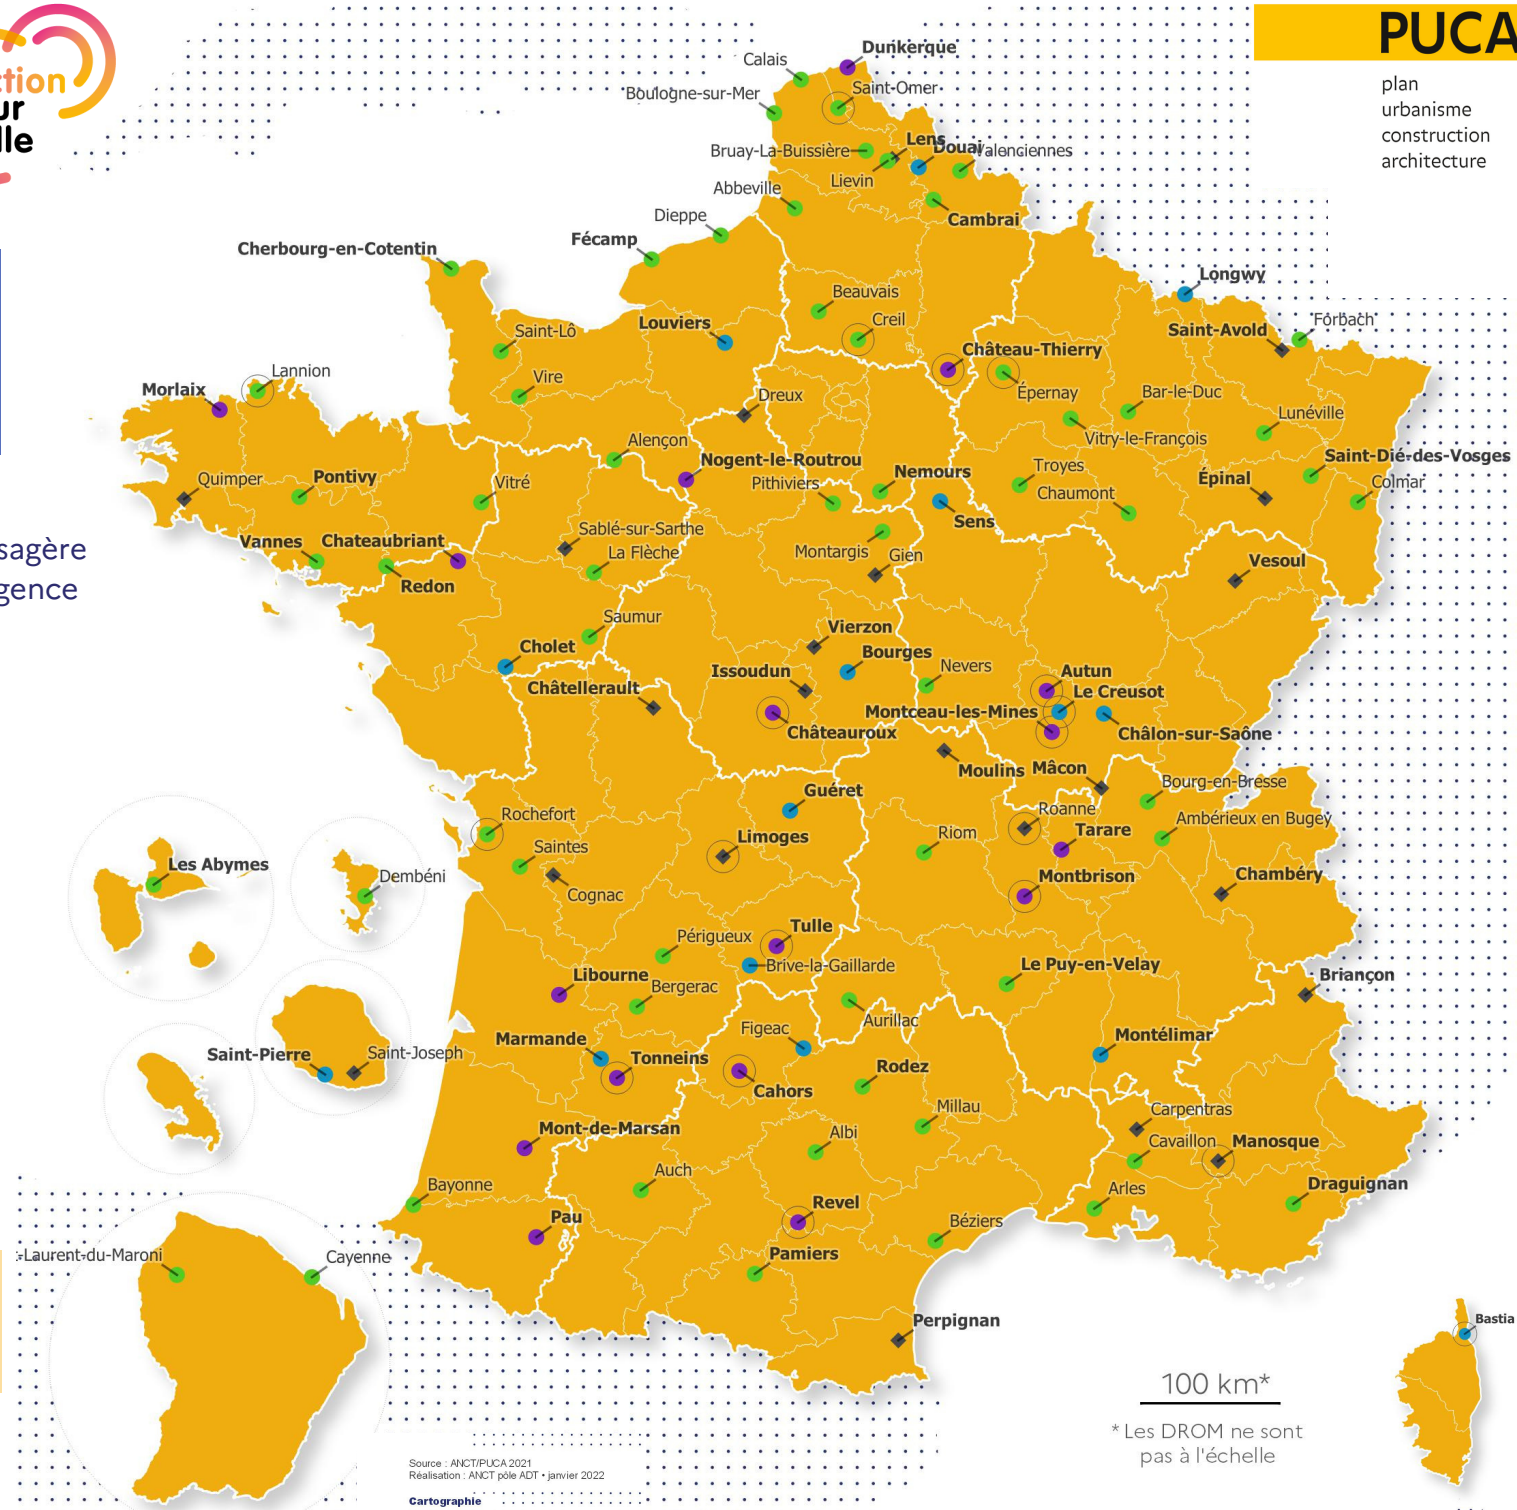 PUCA
plan
urbanisme
construction
architecture
Dunkerque
Calais
Saint-Omer
Boulogne-sur-Mer
Lens
Douai
Valenciennes
Bruay-La-Buissière
Lievin
Abbeville
Cambrai
Dieppe
Fécamp
Cherbourg-en-Cotentin
Longwy
Beauvais
Creil
Louviers
Saint-Lô
Saint-Avold
Forbach
Château-Thierry
Lannion
Vire
Morlaix
Dreux
Épernay
Bar-le-Duc
Lunéville
Vitry-le-François
Alençon
Nogent-le-Routrou
Saint-Dié-des-Vosges
Nemours
Troyes
Quimper
Pontivy
Vitré
Pithiviers
Chaumont
Épinal
Colmar
Sens
Sablé-sur-Sarthe
Vannes
Chateaubriant
La Flèche
Montargis
Gien
Vesoul
sagère
gence
Redon
Saumur
Vierzon
Cholet
Bourges
Nevers
Issoudun
Autun
Châtellerault
Le Creusot
Montceau-les-Mines
Châteauroux
Châlon-sur-Saône
Moulins
Mâcon
Bourg-en-Bresse
Guéret
Roanne
Rochefort
Ambérieux en Bugey
Limoges
Riom
Tarare
Saintes
Les Abymes
Dembéni
Cognac
Montbrison
Chambéry
Tulle
Périgueux
Brive-la-Gaillarde
Le Puy-en-Velay
Libourne
Briançon
Bergerac
Aurillac
Figeac
Marmande
Montélimar
Saint-Pierre
Saint-Joseph
Tonneins
Rodez
Cahors
Millau
Carpentras
Mont-de-Marsan
Albi
Cavaillon
Manosque
Auch
Bayonne
Arles
Draguignan
Revel
Pau
Béziers
-Laurent-du-Maroni
Cayenne
Pamiers
Perpignan
Bastia
100 km*
* Les DROM ne sont
pas à l'échelle
Source : ANCT/PUCA 2021
Réalisation : ANCT pôle ADT • janvier 2022
Cartographie